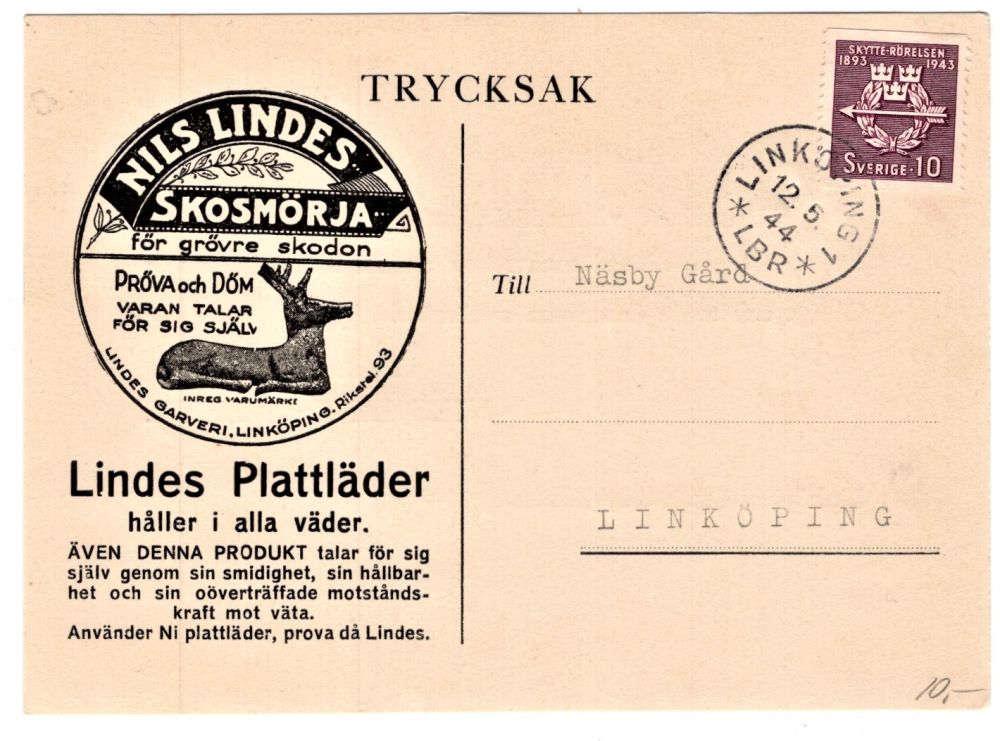 TRYCKSAK
NILS LINDES
SKOSMÖRJA
för grövre skodon
PRÖVA och DÖM
VARAN TALAR
FÖR SIG SJÄLV
INREG VARUMÄRKE
LINDES GARVERI, LINKÖPING. Rikstel. 93
Lindes Plattläder
håller i alla väder.
ÄVEN DENNA PRODUKT talar för sig
själv genom sin smidighet, sin hållbar-
het och sin oöverträffade motstånds-
kraft mot väta.
Använder Ni plattläder, prova då Lindes.
SKYTTE-RÖRELSEN
1893 1943
SVERIGE·10
LINKÖPING 1
12. 5.
44
* LBR *
Till Näsby Gård
LINKÖPING
10,-